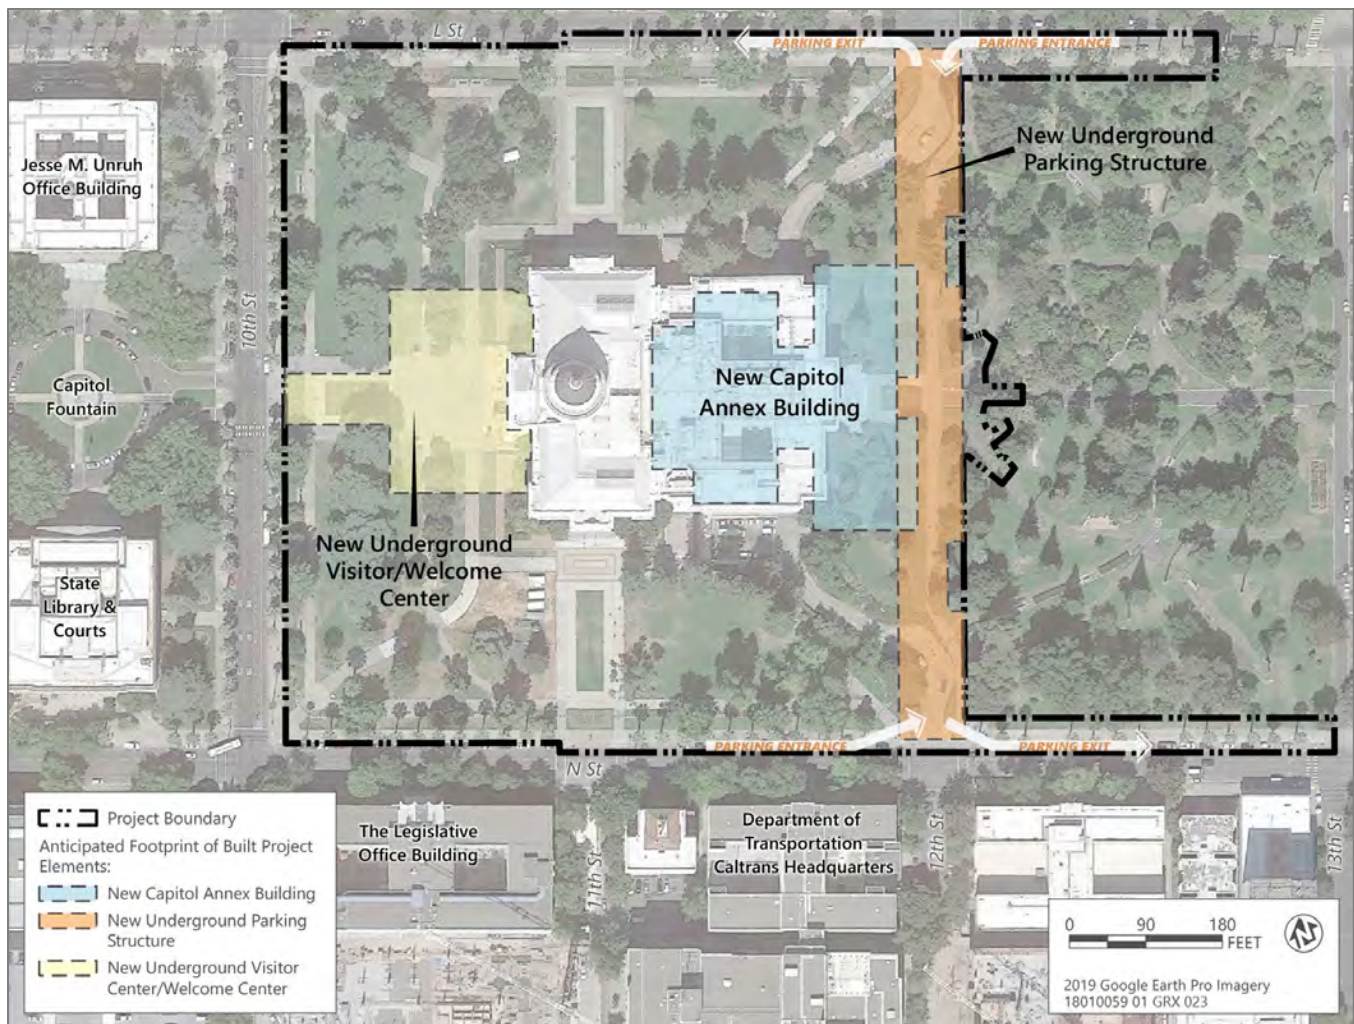 L St
PARKING EXIT
PARKING ENTRANCE
New Underground
Parking Structure
Jesse M. Unruh
Office Building
10th St
Capitol
Fountain
New Capitol
Annex Building
New Underground
Visitor/Welcome
Center
State
Library &
Courts
PARKING ENTRANCE
PARKING EXIT
N St
The Legislative
Office Building
11th St
Department of
Transportation
Caltrans Headquarters
12th St
13th St
Project Boundary
Anticipated Footprint of Built Project
Elements:
New Capitol Annex Building
New Underground Parking
Structure
New Underground Visitor
Center/Welcome Center
0 90 180
FEET
N
2019 Google Earth Pro Imagery
18010059 01 GRX 023